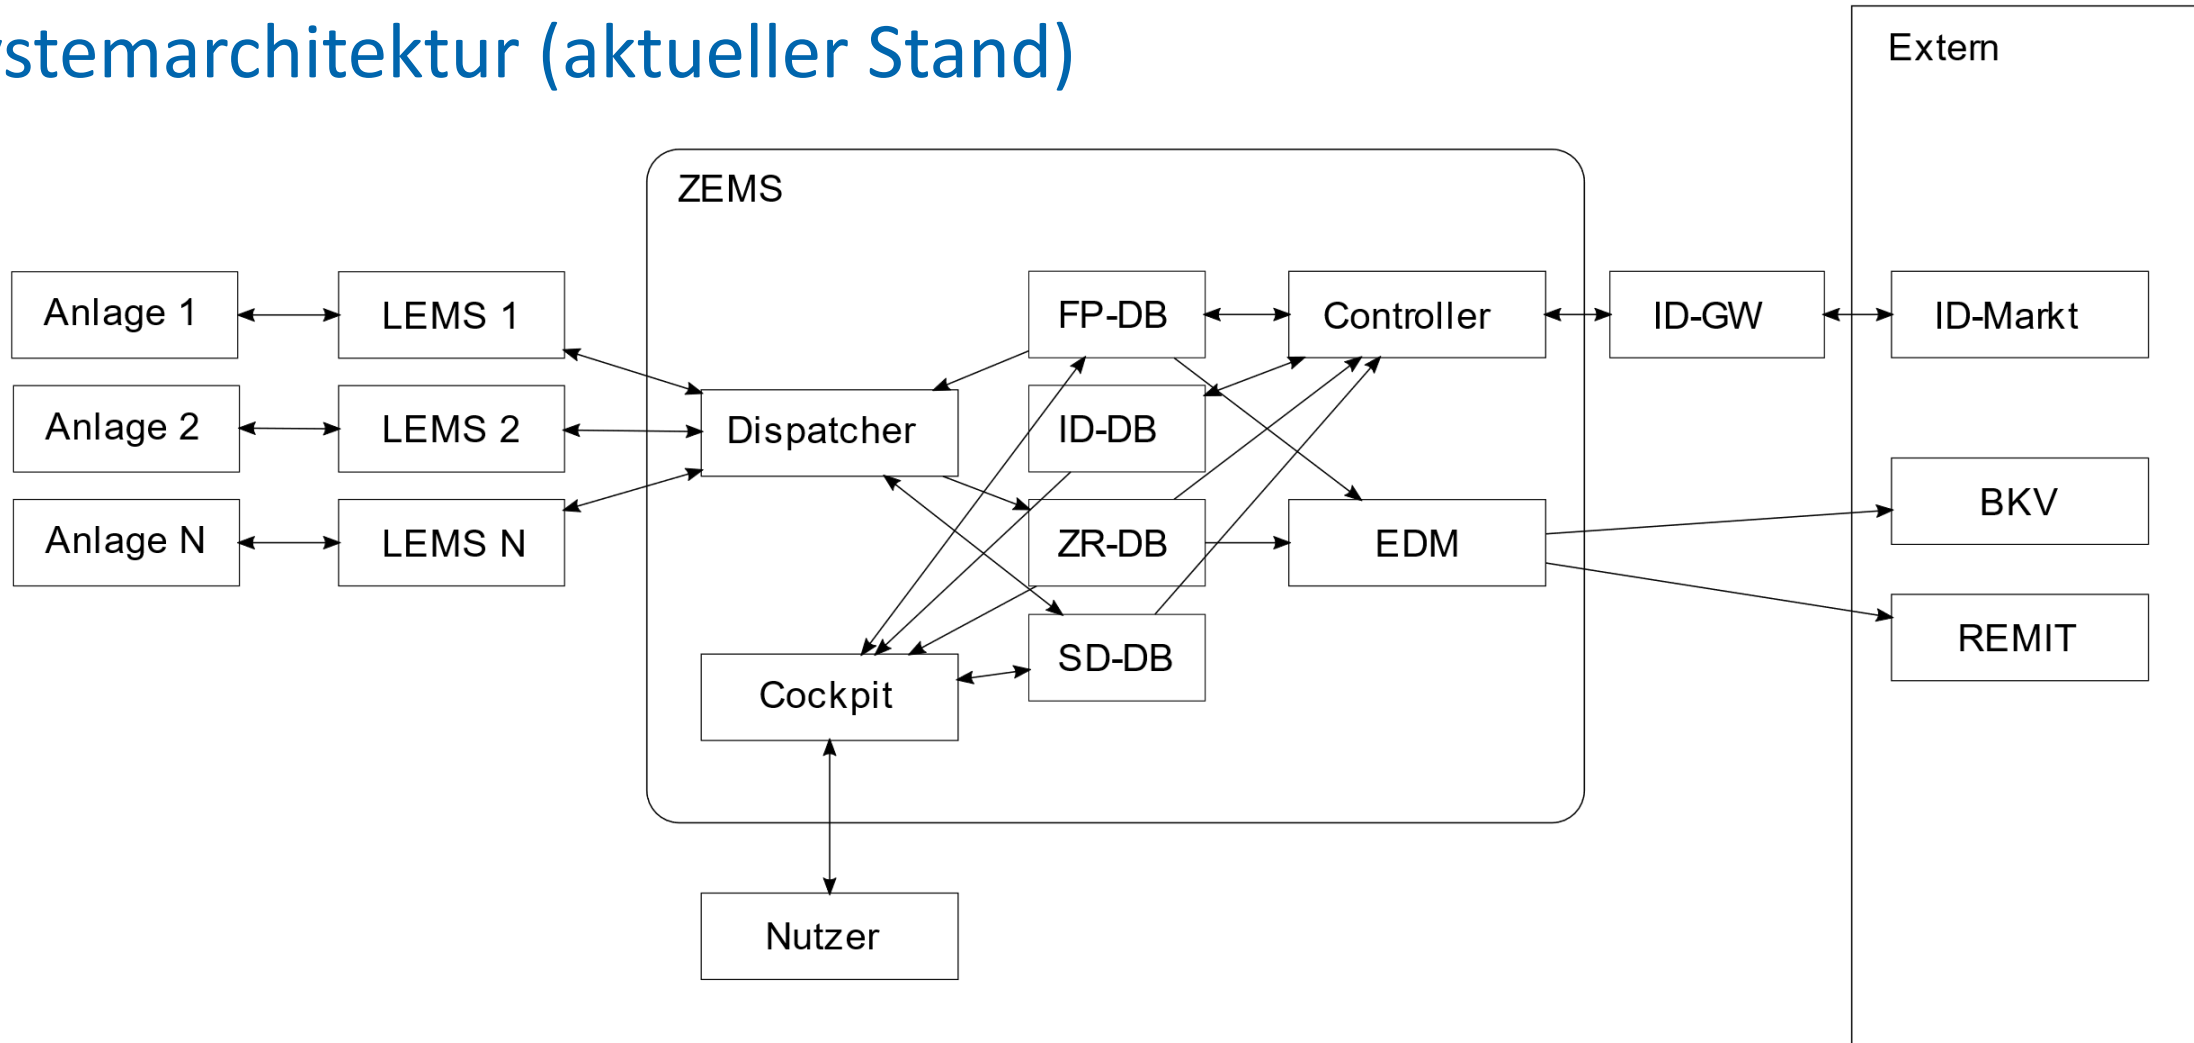 ystemarchitektur (aktueller Stand)
Extern
ZEMS
Anlage 1
LEMS 1
FP-DB
Controller
ID-GW
ID-Markt
Anlage 2
LEMS 2
Dispatcher
ID-DB
BKV
Anlage N
LEMS N
ZR-DB
EDM
REMIT
SD-DB
Cockpit
Nutzer